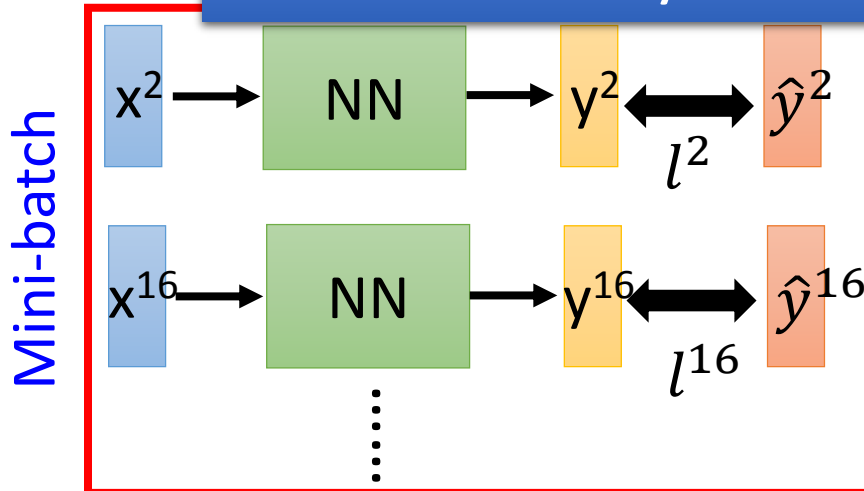 Mini-batch
x² NN y² ŷ²
l²
x¹⁶ NN y¹⁶ ŷ¹⁶
l¹⁶